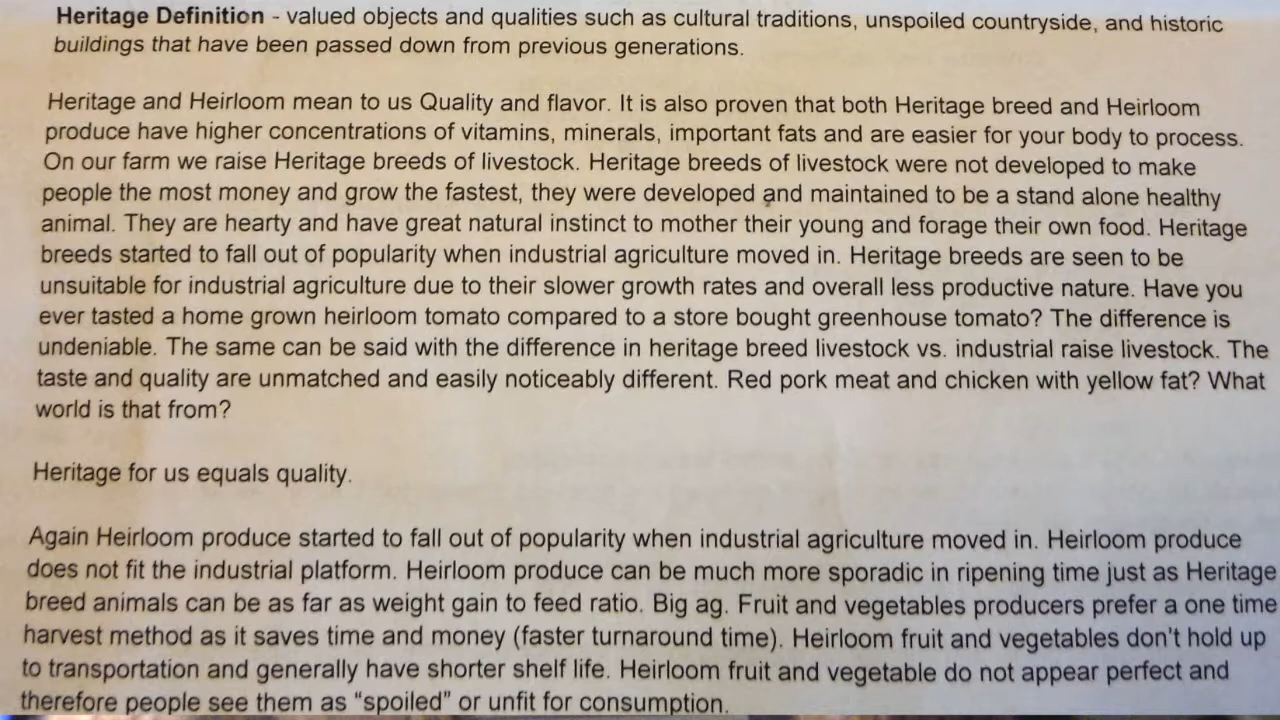 Heritage Definition - valued objects and qualities such as cultural traditions, unspoiled countryside, and historic
buildings that have been passed down from previous generations.
Heritage and Heirloom mean to us Quality and flavor. It is also proven that both Heritage breed and Heirloom
produce have higher concentrations of vitamins, minerals, important fats and are easier for your body to process.
On our farm we raise Heritage breeds of livestock. Heritage breeds of livestock were not developed to make
people the most money and grow the fastest, they were developed and maintained to be a stand alone healthy
animal. They are hearty and have great natural instinct to mother their young and forage their own food. Heritage
breeds started to fall out of popularity when industrial agriculture moved in. Heritage breeds are seen to be
unsuitable for industrial agriculture due to their slower growth rates and overall less productive nature. Have you
ever tasted a home grown heirloom tomato compared to a store bought greenhouse tomato? The difference is
undeniable. The same can be said with the difference in heritage breed livestock vs. industrial raise livestock. The
taste and quality are unmatched and easily noticeably different. Red pork meat and chicken with yellow fat? What
world is that from?
Heritage for us equals quality.
Again Heirloom produce started to fall out of popularity when industrial agriculture moved in. Heirloom produce
does not fit the industrial platform. Heirloom produce can be much more sporadic in ripening time just as Heritage
breed animals can be as far as weight gain to feed ratio. Big ag. Fruit and vegetables producers prefer a one time
harvest method as it saves time and money (faster turnaround time). Heirloom fruit and vegetables don't hold up
to transportation and generally have shorter shelf life. Heirloom fruit and vegetable do not appear perfect and
therefore people see them as “spoiled” or unfit for consumption.